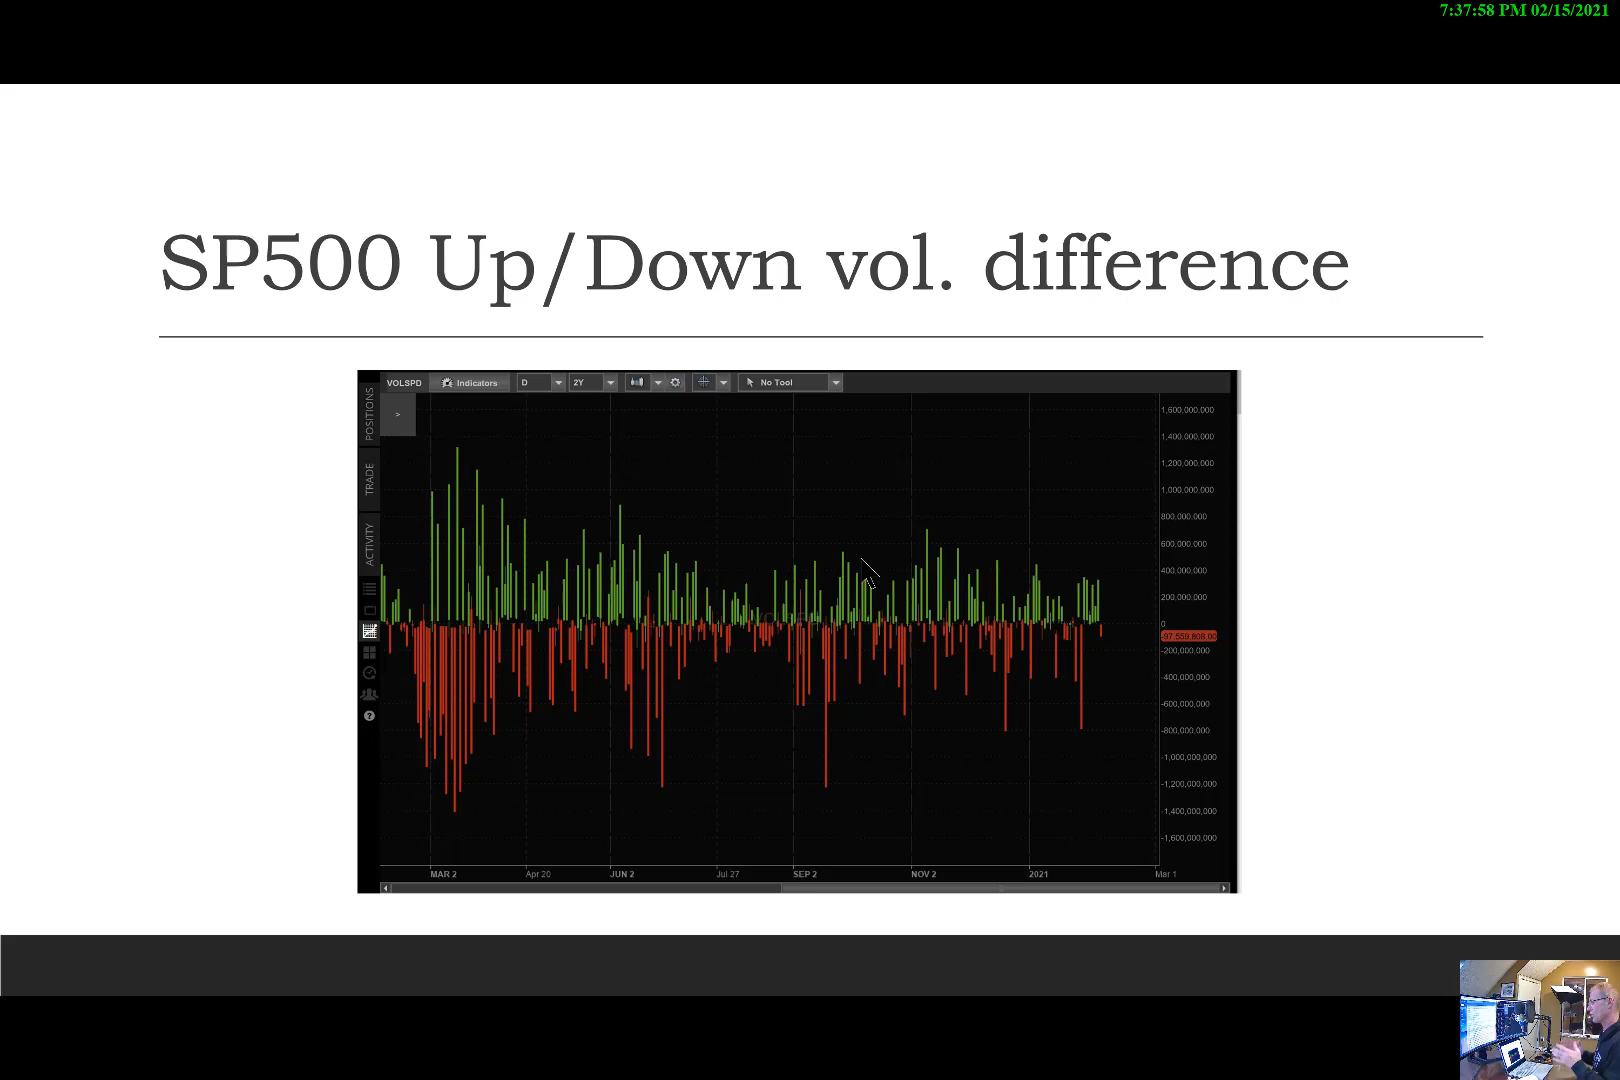 7:37:58 PM 02/15/2021
SP500 Up/Down vol. difference
VOLSPD Indicators D 2Y No Tool
POSITIONS
TRADE
ACTIVITY
>
1,600,000,000
1,400,000,000
1,200,000,000
1,000,000,000
800,000,000
600,000,000
400,000,000
200,000,000
0
-97,559,808.00
-200,000,000
-400,000,000
-600,000,000
-800,000,000
-1,000,000,000
-1,200,000,000
-1,400,000,000
-1,600,000,000
MAR 2 Apr 20 JUN 2 Jul 27 SEP 2 NOV 2 2021 Mar 1